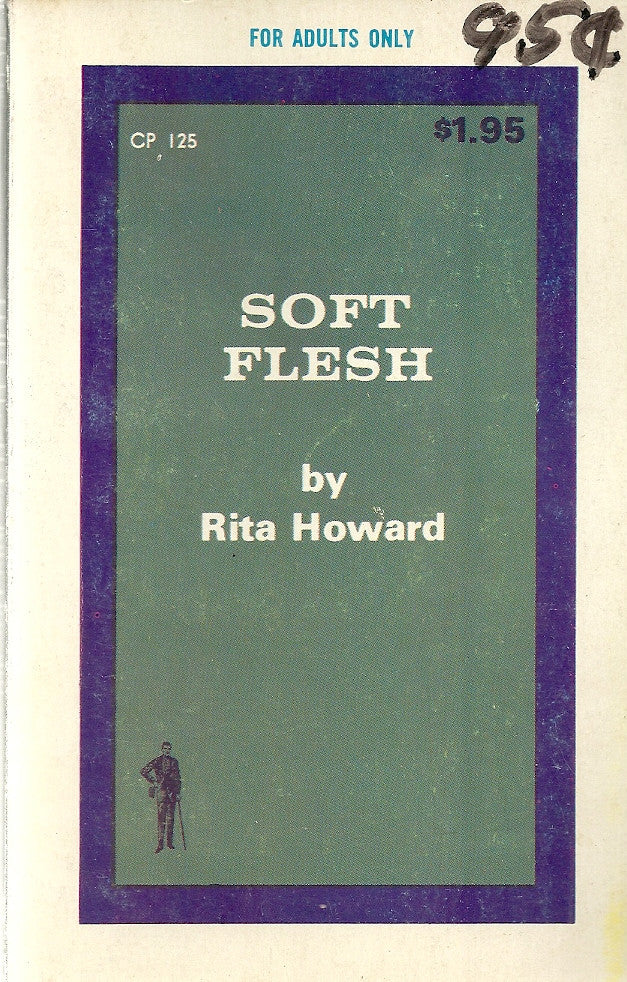 FOR ADULTS ONLY
95¢
CP 125
$1.95
SOFT
FLESH
by
Rita Howard